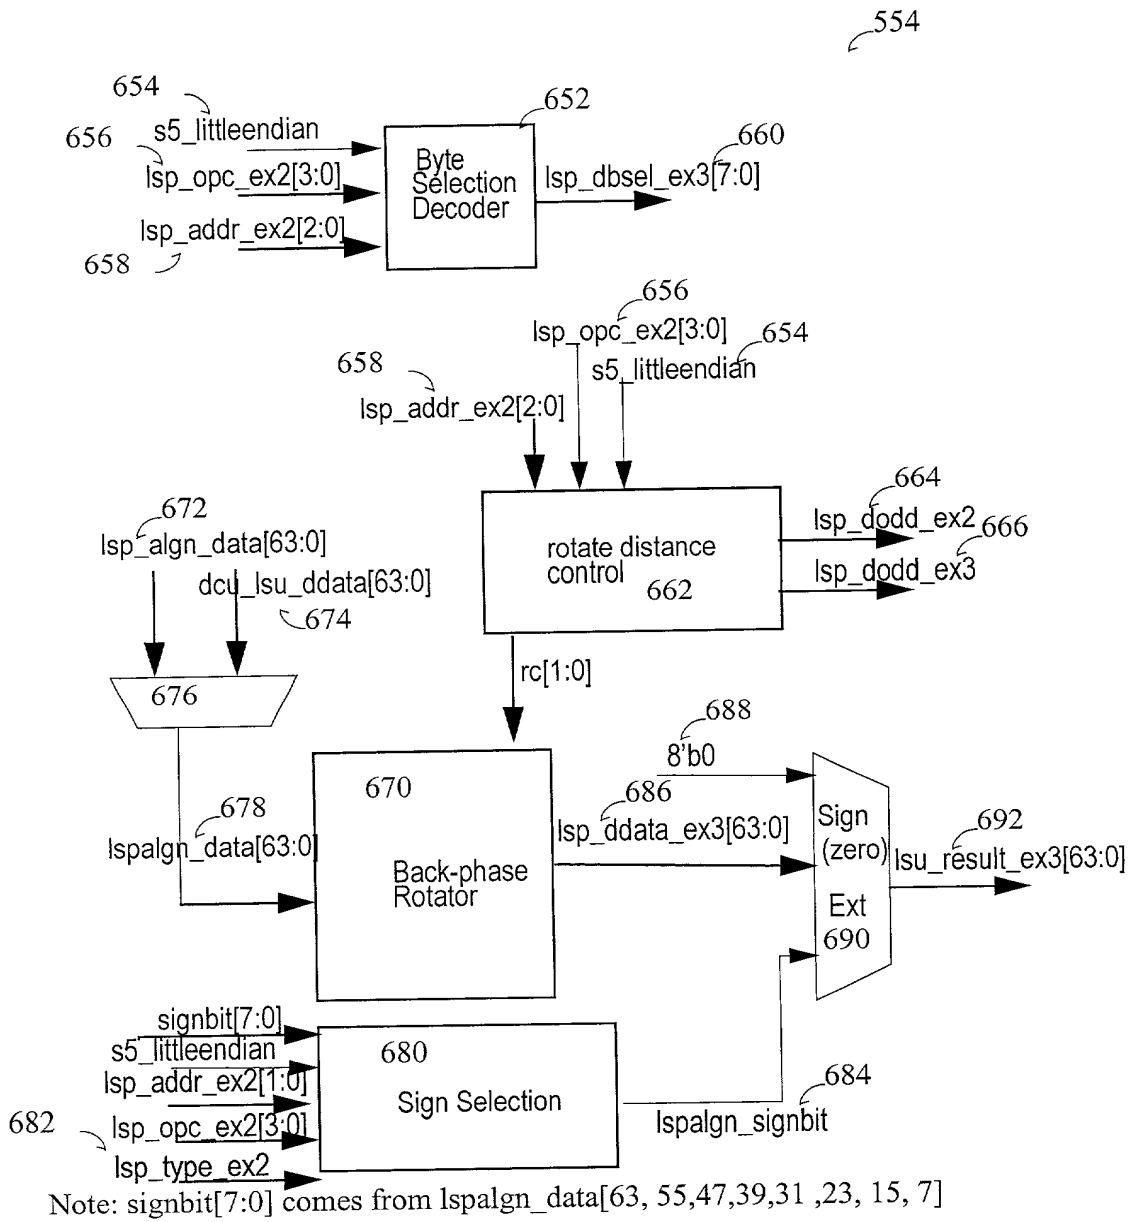 554
654
s5_littleendian
652
656
lsp_opc_ex2[3:0]
Byte
Selection
Decoder
660
lsp_dbsel_ex3[7:0]
lsp_addr_ex2[2:0]
658
656
lsp_opc_ex2[3:0]
654
s5_littleendian
658
lsp_addr_ex2[2:0]
664
lsp_dodd_ex2
666
lsp_dodd_ex3
rotate distance
control
662
672
lsp_algn_data[63:0]
dcu_lsu_ddata[63:0]
674
676
rc[1:0]
688
8'b0
670
678
lspalgn_data[63:0]
686
lsp_ddata_ex3[63:0]
Back-phase
Rotator
Sign
(zero)
Ext
690
692
lsu_result_ex3[63:0]
signbit[7:0]
s5_littleendian
lsp_addr_ex2[1:0]
682
lsp_opc_ex2[3:0]
lsp_type_ex2
680
Sign Selection
684
lspalgn_signbit
Note: signbit[7:0] comes from lspalgn_data[63, 55,47,39,31 ,23, 15, 7]